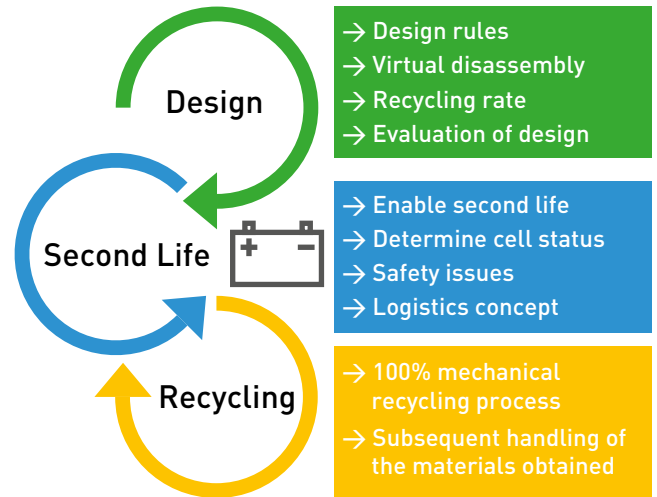 Design
→ Design rules
→ Virtual disassembly
→ Recycling rate
→ Evaluation of design
Second Life
+ −
→ Enable second life
→ Determine cell status
→ Safety issues
→ Logistics concept
Recycling
→ 100% mechanical
recycling process
→ Subsequent handling of
the materials obtained